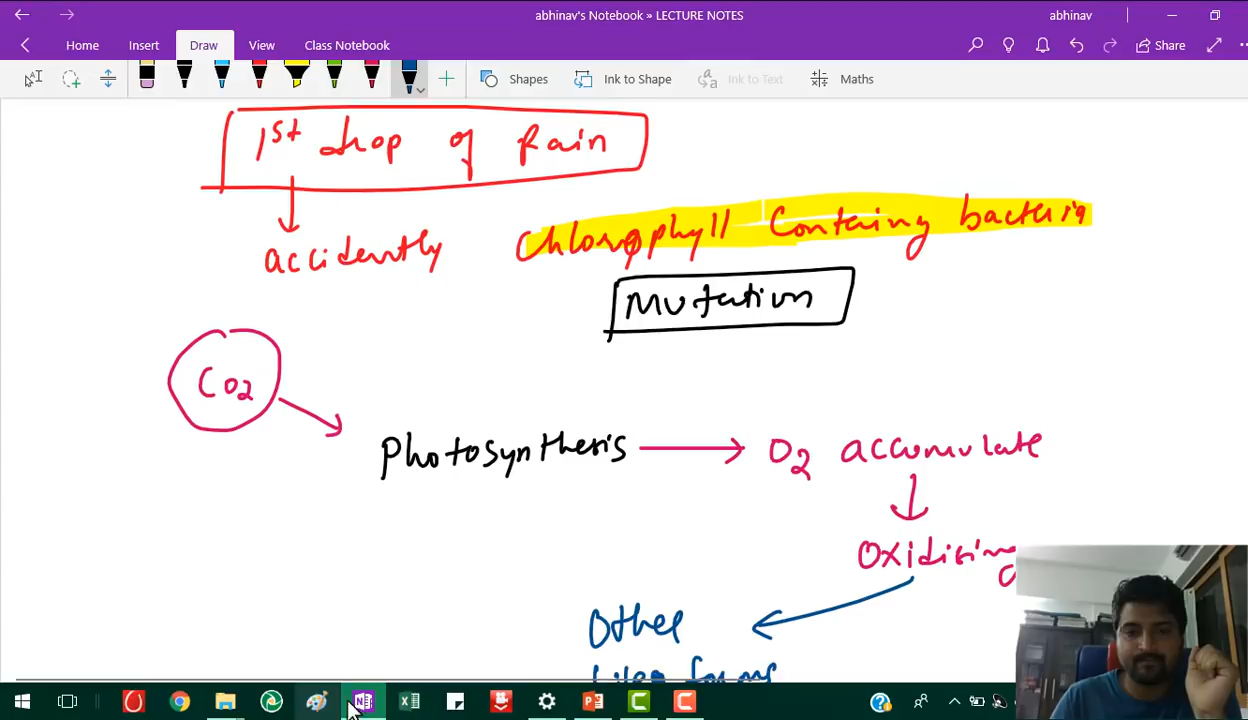 abhinav's Notebook » LECTURE NOTES
abhinav
Home Insert Draw View Class Notebook Share
Shapes Ink to Shape Ink to Text Maths
1st drop of Rain
accidently Chlorophyll Containing bacteria
Mutation
CO2
Photosynthesis O2 accumulate
Oxidising
Other